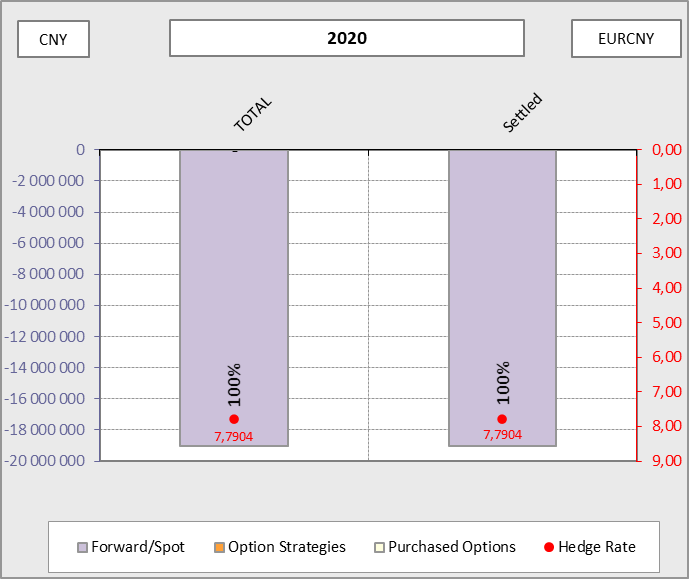 CNY
2020
EURCNY
TOTAL
Settled
0
-2 000 000
-4 000 000
-6 000 000
-8 000 000
-10 000 000
-12 000 000
-14 000 000
-16 000 000
-18 000 000
-20 000 000
100%
7,7904
100%
7,7904
0,00
1,00
2,00
3,00
4,00
5,00
6,00
7,00
8,00
9,00
Forward/Spot
Option Strategies
Purchased Options
Hedge Rate